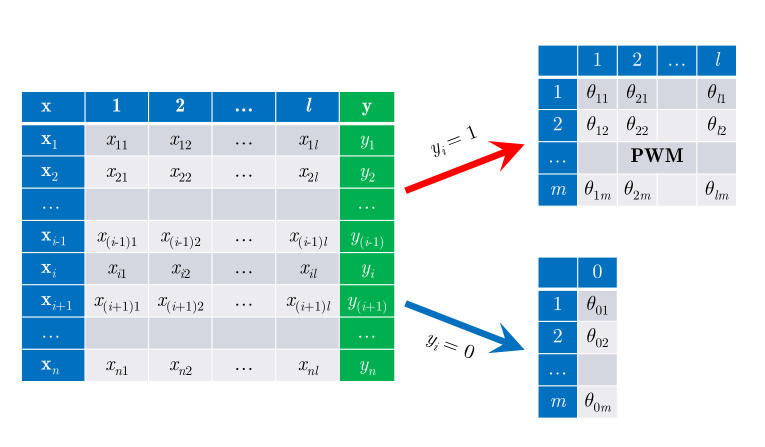 x 1 2 ... l y
x₁ x₁₁ x₁₂ ... x₁ₗ y₁
x₂ x₂₁ x₂₂ ... x₂ₗ y₂
... ...
xᵢ₋₁ x₍ᵢ₋₁₎₁ x₍ᵢ₋₁₎₂ ... x₍ᵢ₋₁₎ₗ y₍ᵢ₋₁₎
xᵢ xᵢ₁ xᵢ₂ ... xᵢₗ yᵢ
xᵢ₊₁ x₍ᵢ₊₁₎₁ x₍ᵢ₊₁₎₂ ... x₍ᵢ₊₁₎ₗ y₍ᵢ₊₁₎
... ...
xₙ xₙ₁ xₙ₂ ... xₙₗ yₙ
yᵢ = 1
yᵢ = 0
1 2 ... l
1 θ₁₁ θ₂₁ θₗ₁
2 θ₁₂ θ₂₂ θₗ₂
... PWM
m θ₁ₘ θ₂ₘ θₗₘ
0
1 θ₀₁
2 θ₀₂
...
m θ₀ₘ